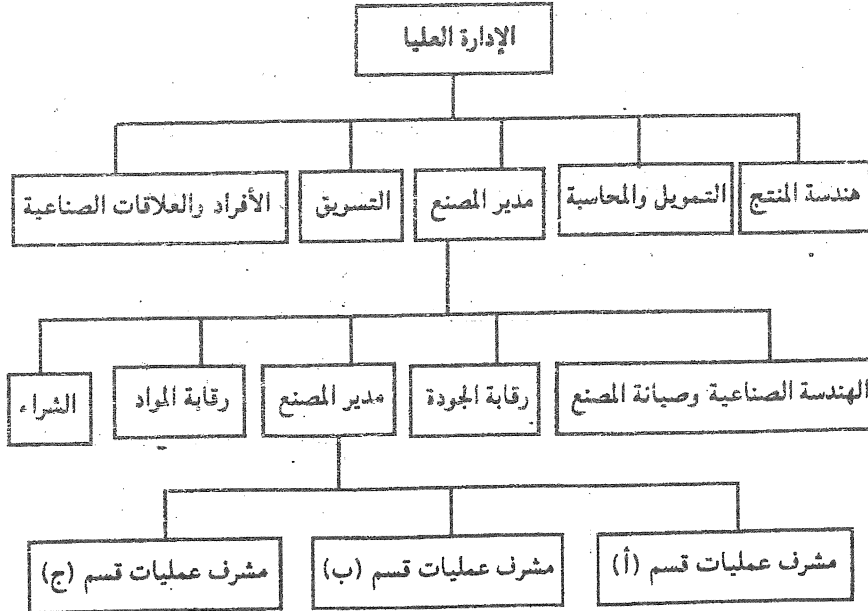 الإدارة العليا
هندسة المنتج
التمويل والمحاسبة
مدير المصنع
التسويق
الأفراد والعلاقات الصناعية
الهندسة الصناعية وصيانة المصنع
رقابة الجودة
مدير المصنع
رقابة المواد
الشراء
مشرف عمليات قسم (أ)
مشرف عمليات قسم (ب)
مشرف عمليات قسم (ج)